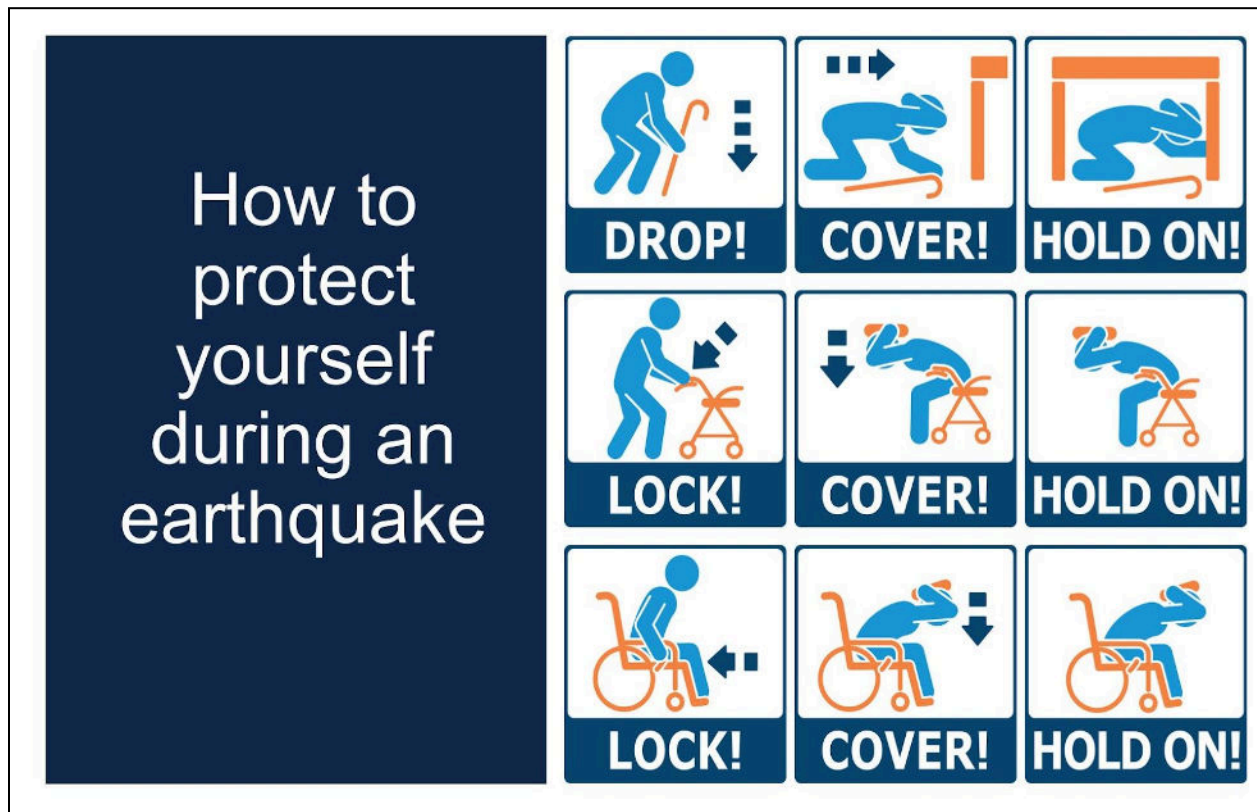 How to
protect
yourself
during an
earthquake
DROP!
COVER!
HOLD ON!
LOCK!
COVER!
HOLD ON!
LOCK!
COVER!
HOLD ON!